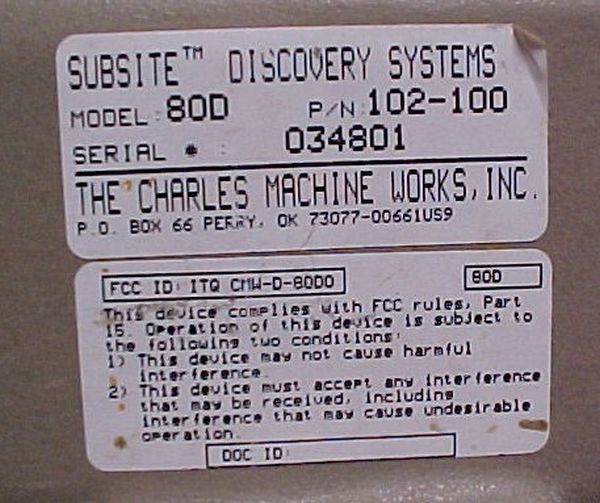 SUBSITE™ DISCOVERY SYSTEMS
MODEL: 80D P/N: 102-100
SERIAL # : 034801
THE CHARLES MACHINE WORKS, INC.
P.O. BOX 66 PERRY, OK 73077-00661US9
FCC ID: ITQ CMW-D-80D0 80D
This device complies with FCC rules, Part
15. Operation of this device is subject to
the following two conditions:
1) This device may not cause harmful
interference.
2) This device must accept any interference
that may be received, including
interference that may cause undesirable
operation.
DOC ID: